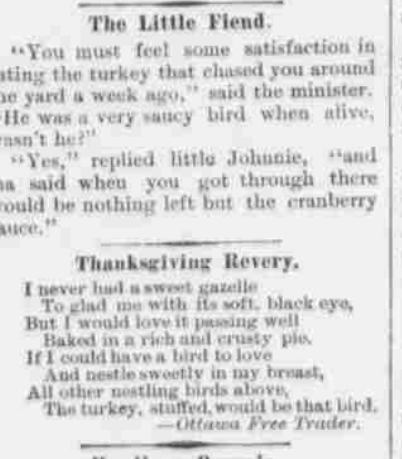 The Little Fiend.
"You must feel some satisfaction in
ating the turkey that chased you around
he yard a week ago," said the minister.
He was a very saucy bird when alive,
asn't he?"
"Yes," replied little Johnnie, "and
a said when you got through there
ould be nothing left but the cranberry
auce."
Thanksgiving Revery.
I never had a sweet gazelle
To glad me with its soft, black eye,
But I would love it passing well
Baked in a rich and crusty pie.
If I could have a bird to love
And nestle sweetly in my breast,
All other nestling birds above,
The turkey, stuffed, would be that bird.
—Ottawa Free Trader.